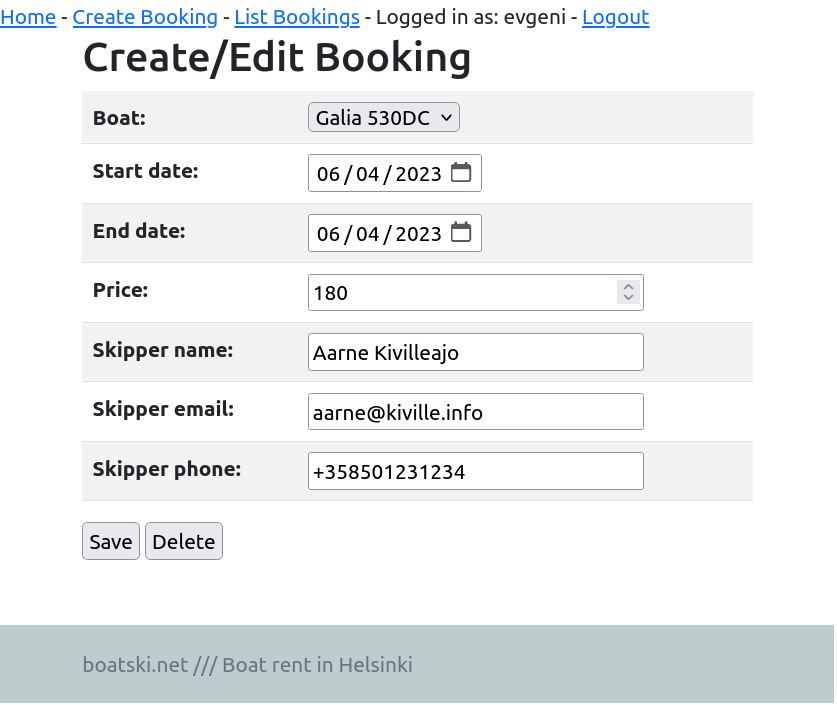 Home - Create Booking - List Bookings - Logged in as: evgeni - Logout
Create/Edit Booking
Boat: Galia 530DC
Start date: 06/04/2023
End date: 06/04/2023
Price: 180
Skipper name: Aarne Kivilleajo
Skipper email: aarne@kiville.info
Skipper phone: +358501231234
Save Delete
boatski.net /// Boat rent in Helsinki